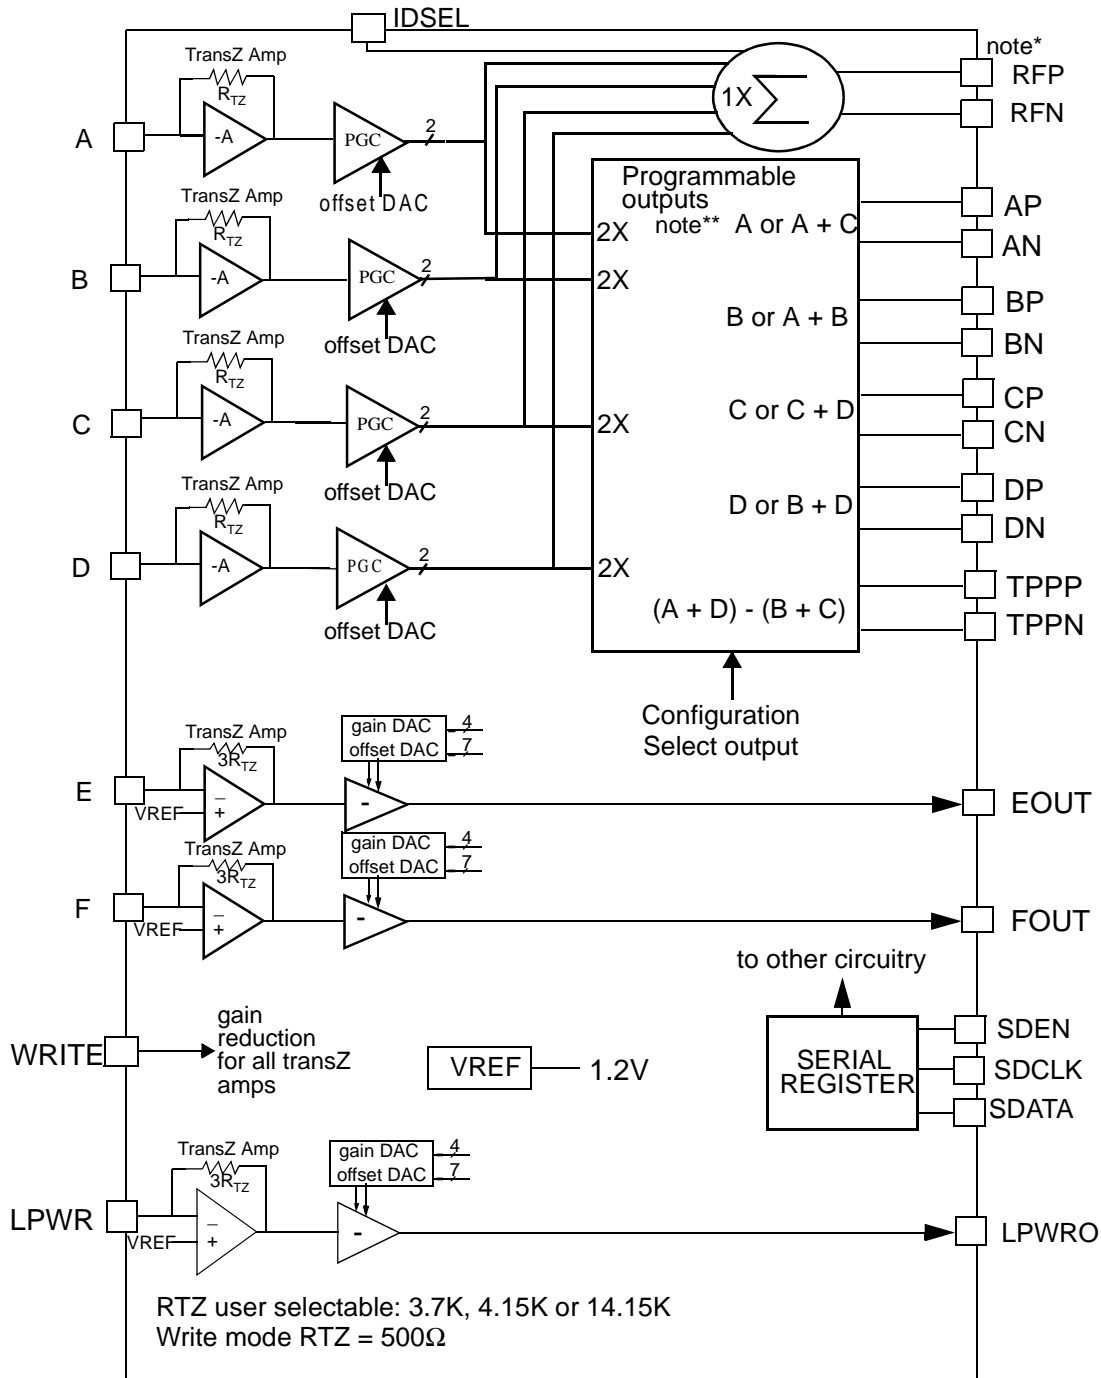 IDSEL
note*
TransZ Amp
RTZ
-A
PGC
2
offset DAC
A
1X
RFP
RFN
TransZ Amp
RTZ
-A
PGC
2
offset DAC
B
Programmable
outputs
note**
A or A + C
2X
2X
AP
AN
B or A + B
BP
BN
TransZ Amp
RTZ
-A
PGC
2
offset DAC
C
2X
C or C + D
CP
CN
TransZ Amp
RTZ
-A
PGC
2
offset DAC
D
2X
D or B + D
DP
DN
(A + D) - (B + C)
TPPP
TPPN
Configuration
Select output
TransZ Amp
3RTZ
E
VREF
–
+
gain DAC
offset DAC
4
7
-
EOUT
TransZ Amp
3RTZ
F
VREF
–
+
gain DAC
offset DAC
4
7
-
FOUT
to other circuitry
WRITE
gain
reduction
for all transZ
amps
VREF
1.2V
SERIAL
REGISTER
SDEN
SDCLK
SDATA
TransZ Amp
3RTZ
LPWR
VREF
–
+
gain DAC
offset DAC
4
7
-
LPWRO
RTZ user selectable: 3.7K, 4.15K or 14.15K
Write mode RTZ = 500Ω